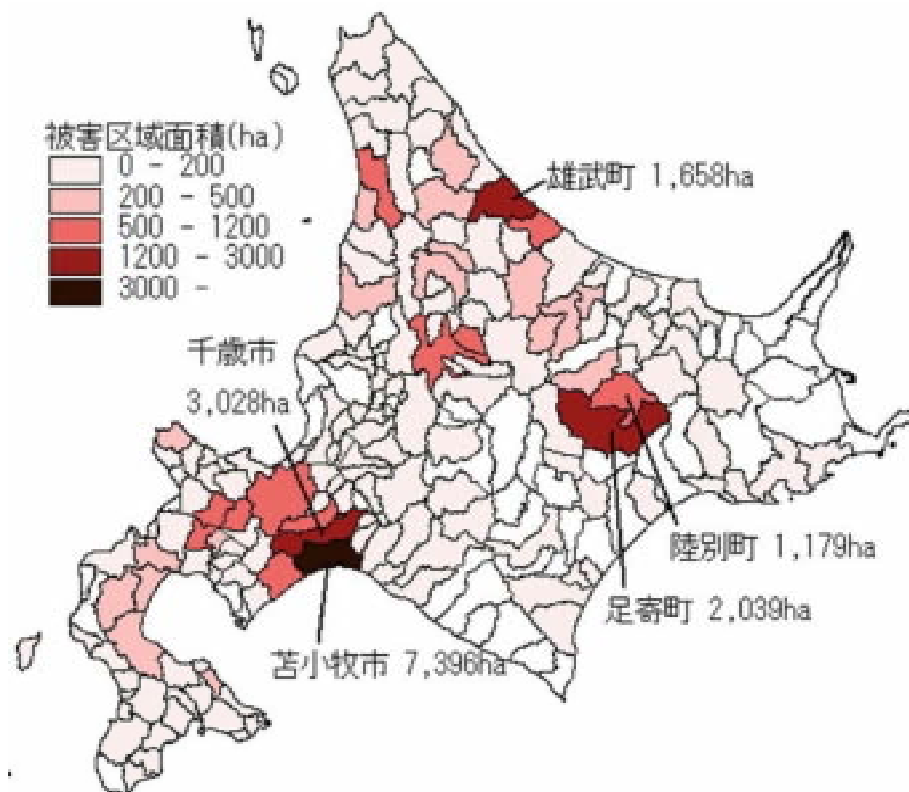 被害区域面積(ha)
0 - 200
200 - 500
500 - 1200
1200 - 3000
3000 -
雄武町 1,658ha
千歳市
3,028ha
陸別町 1,179ha
足寄町 2,039ha
苫小牧市 7,396ha